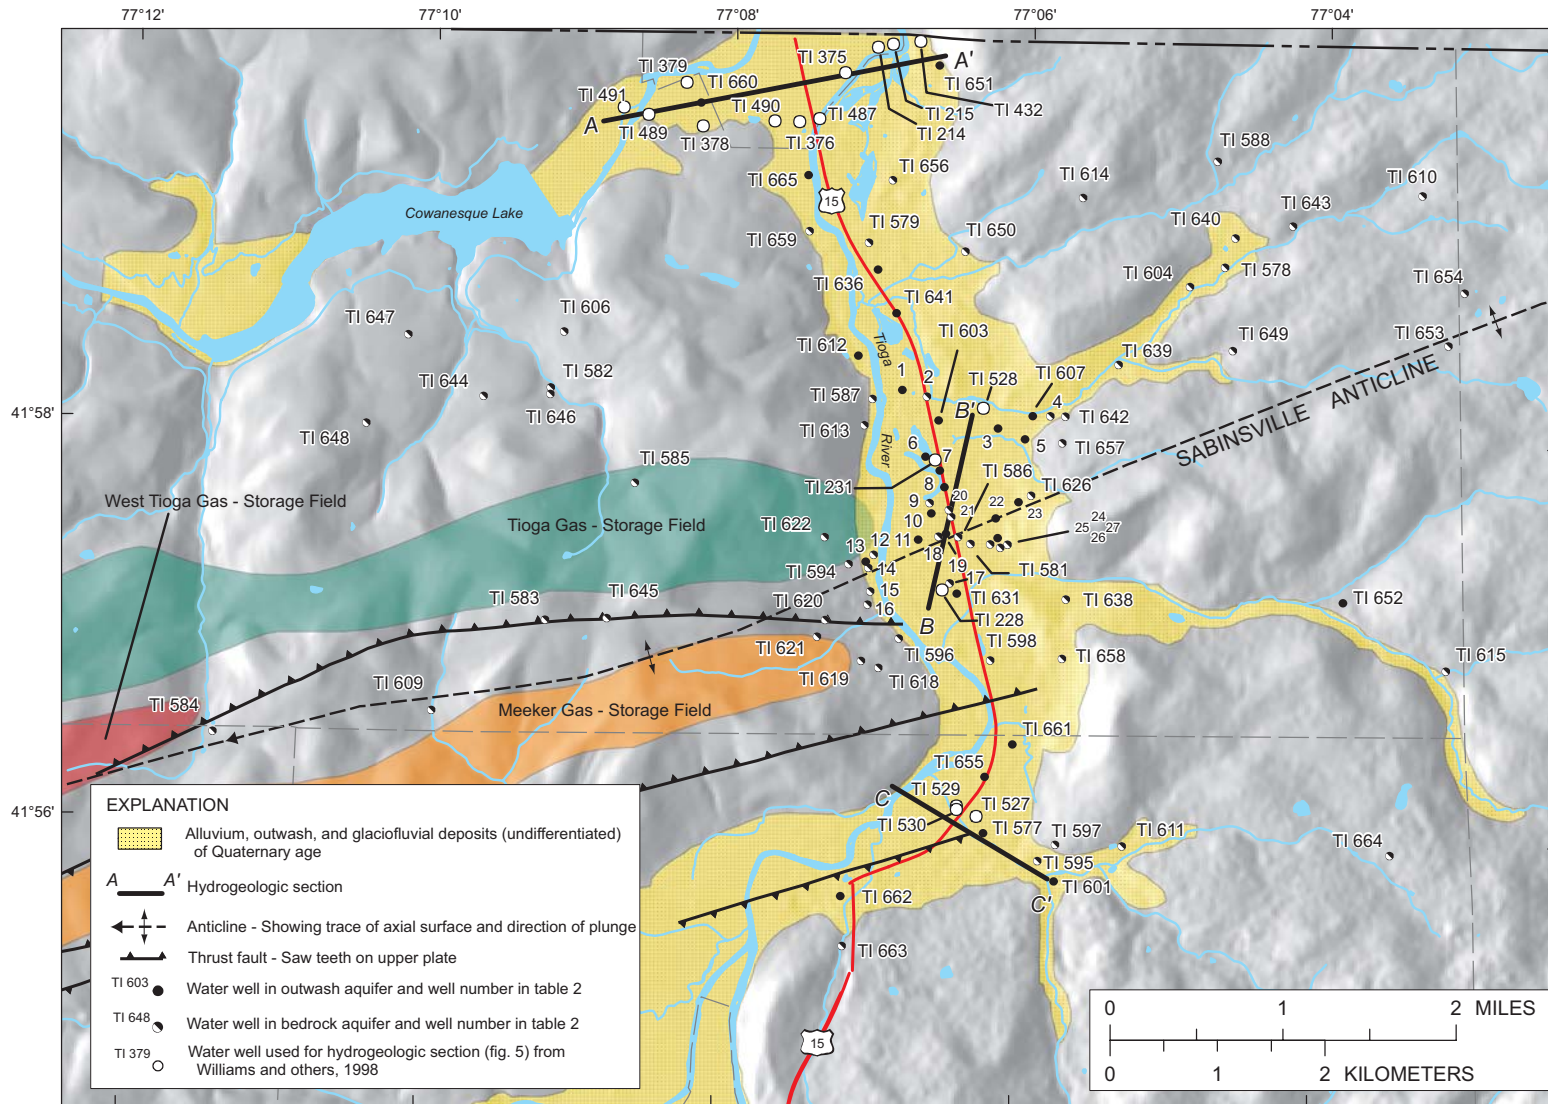 77°12'
77°10'
77°08'
77°06'
77°04'
TI 375
A'
TI 379
TI 660
TI 651
TI 491
TI 490
TI 487
TI 215
TI 432
A
TI 489
TI 378
TI 376
TI 214
TI 588
TI 656
TI 665
TI 614
TI 610
15
Cowanesque Lake
TI 579
TI 643
TI 640
TI 659
TI 650
TI 578
TI 604
TI 654
TI 636
TI 641
TI 647
TI 606
TI 603
TI 653
TI 649
Tioga
TI 612
TI 639
TI 607
TI 644
TI 582
1
2
TI 528
TI 587
4
41°58'
TI 646
B'
TI 642
TI 648
TI 613
3
5
TI 657
SABINSVILLE ANTICLINE
River
6
7
TI 585
TI 586
TI 231
8
TI 626
West Tioga Gas - Storage Field
9
20
22
Tioga Gas - Storage Field
TI 622
10
21
23
24
25
27
12
11
26
13
18
TI 594
14
19
TI 581
17
15
TI 583
TI 645
TI 620
16
TI 631
TI 638
TI 652
TI 228
B
TI 598
TI 621
TI 596
TI 658
TI 615
TI 619
TI 618
TI 609
TI 584
Meeker Gas - Storage Field
TI 661
TI 655
C
TI 529
TI 527
41°56'
TI 530
TI 577
TI 597
TI 611
TI 664
TI 595
TI 601
C'
TI 662
TI 663
15
EXPLANATION
Alluvium, outwash, and glaciofluvial deposits (undifferentiated)
of Quaternary age
A A' Hydrogeologic section
Anticline - Showing trace of axial surface and direction of plunge
Thrust fault - Saw teeth on upper plate
TI 603 Water well in outwash aquifer and well number in table 2
TI 648 Water well in bedrock aquifer and well number in table 2
TI 379 Water well used for hydrogeologic section (fig. 5) from
Williams and others, 1998
0 1 2 MILES
0 1 2 KILOMETERS